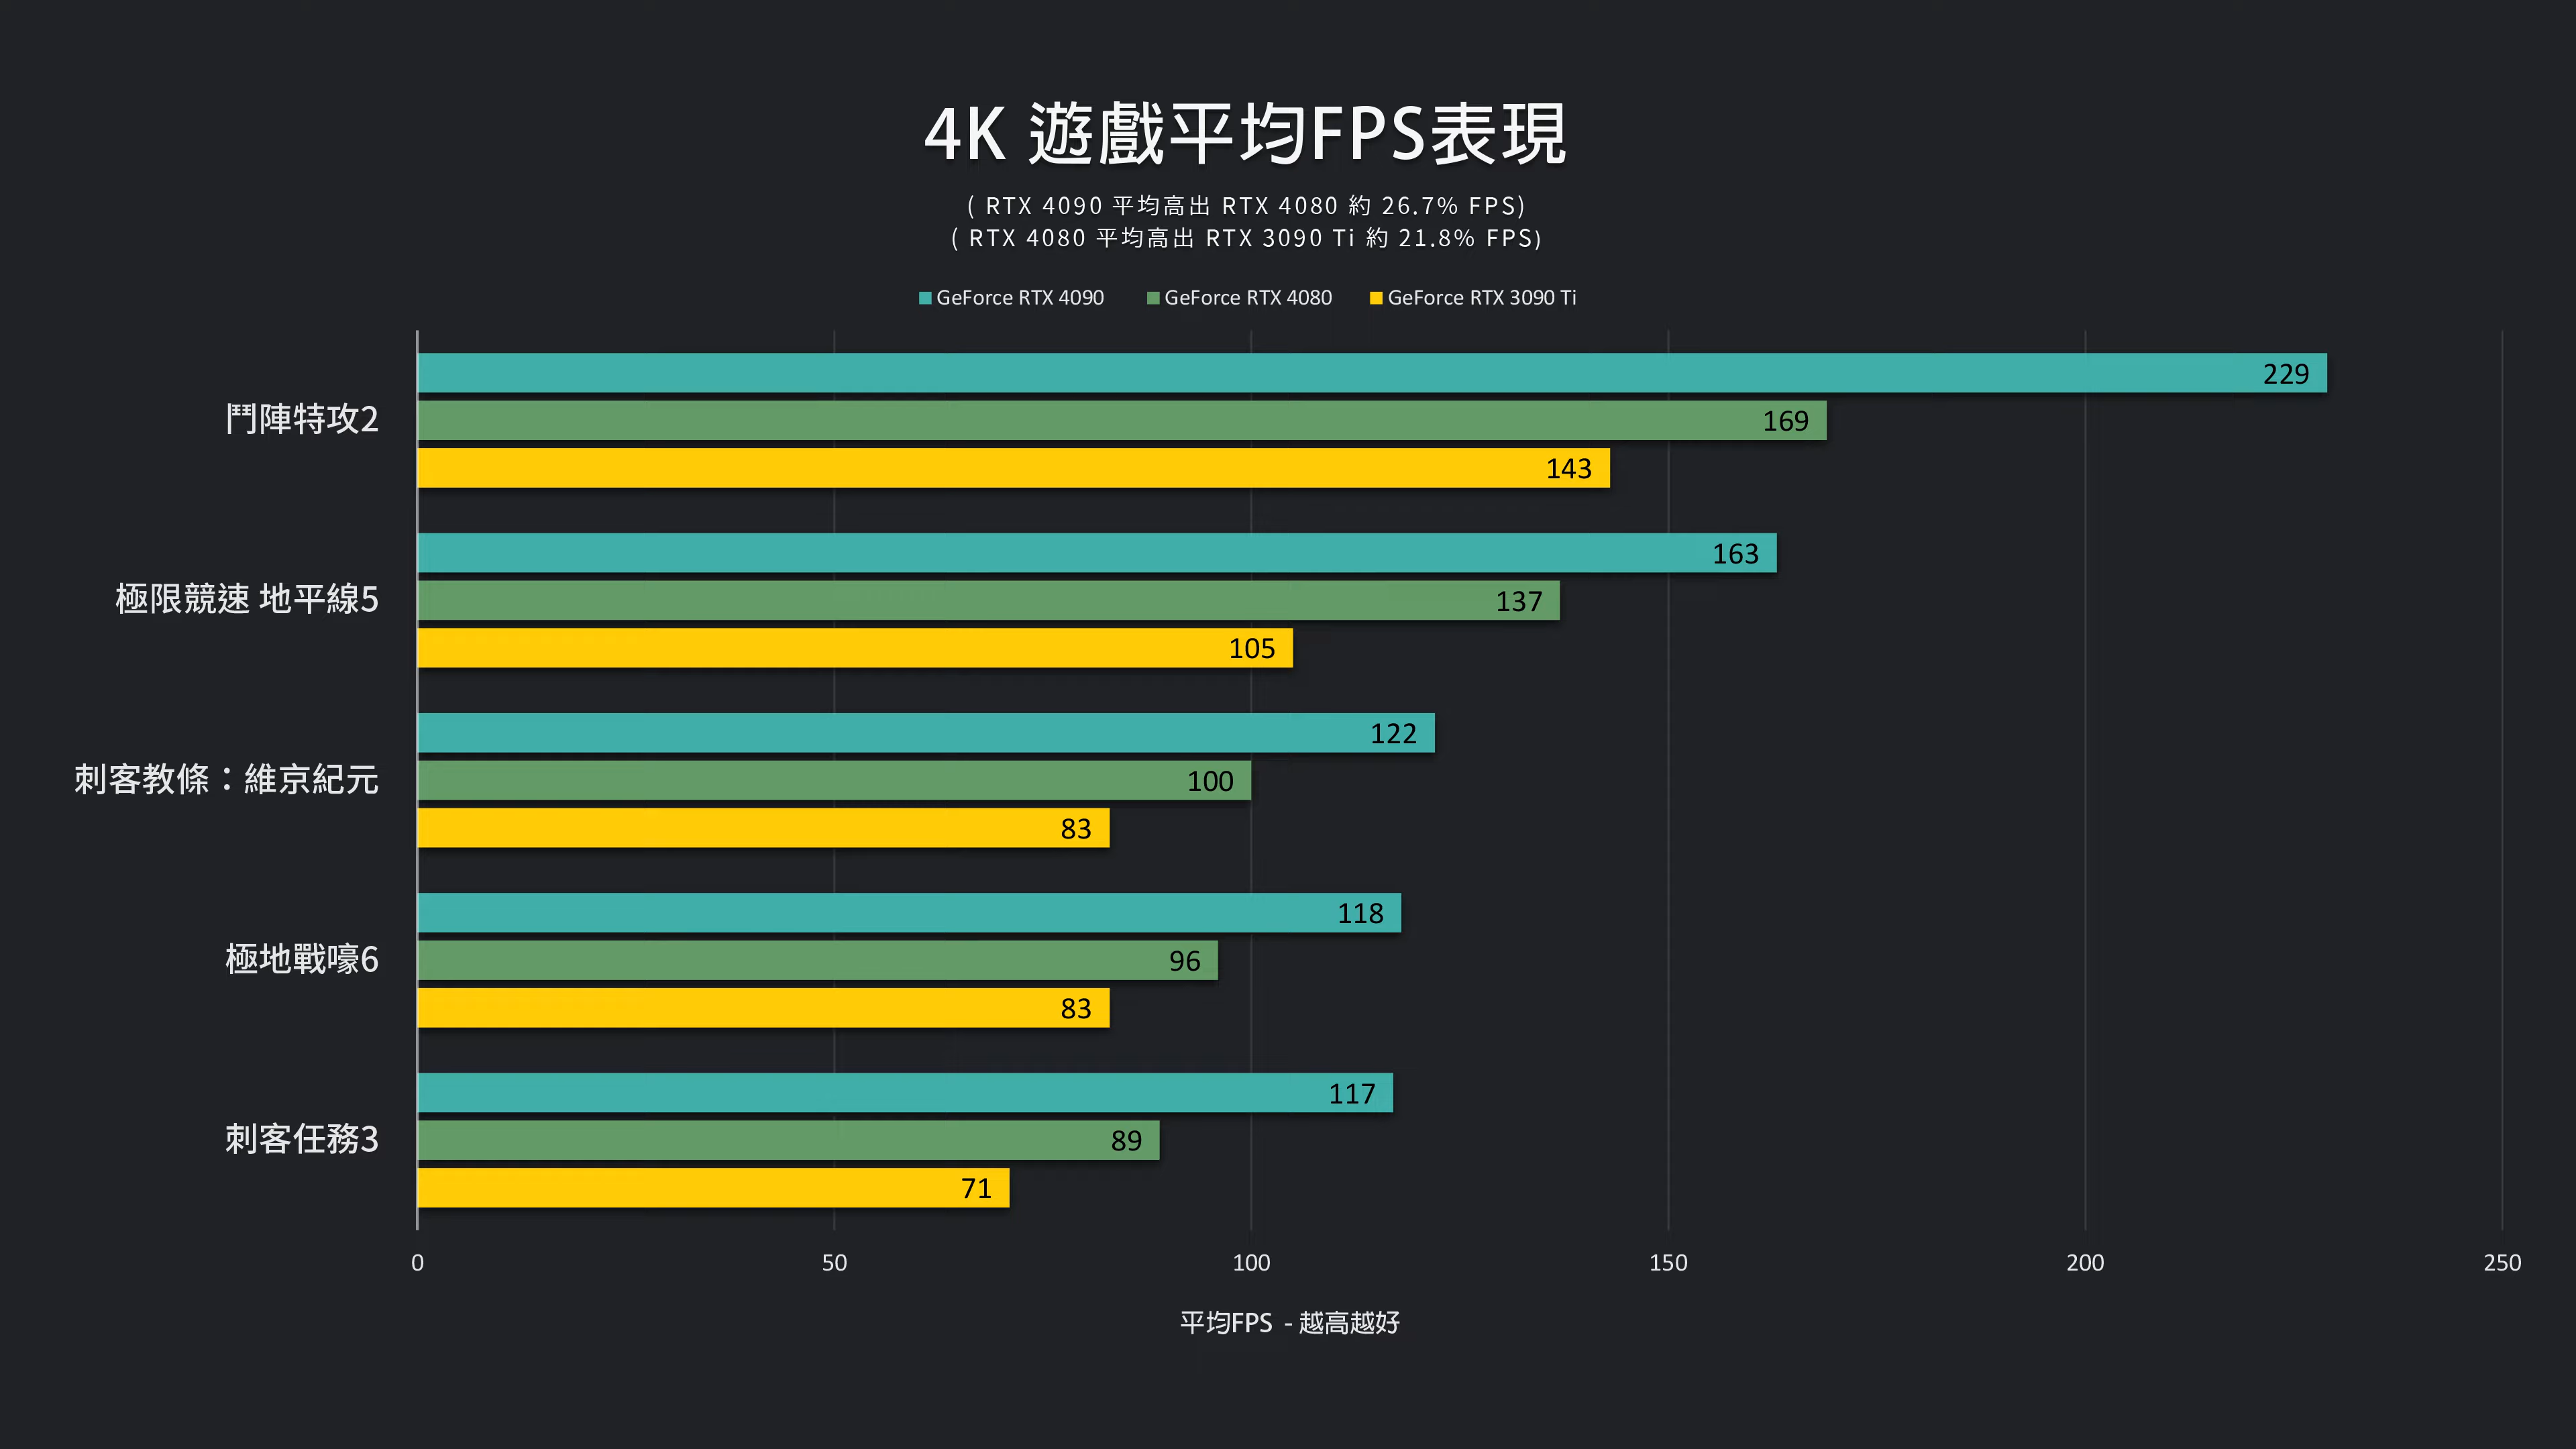 4K 遊戲平均FPS表現
( RTX 4090 平均高出 RTX 4080 約 26.7% FPS)
( RTX 4080 平均高出 RTX 3090 Ti 約 21.8% FPS)
GeForce RTX 4090 GeForce RTX 4080 GeForce RTX 3090 Ti
鬥陣特攻2
229
169
143
極限競速 地平線5
163
137
105
刺客教條：維京紀元
122
100
83
極地戰嚎6
118
96
83
刺客任務3
117
89
71
0 50 100 150 200 250
平均FPS - 越高越好